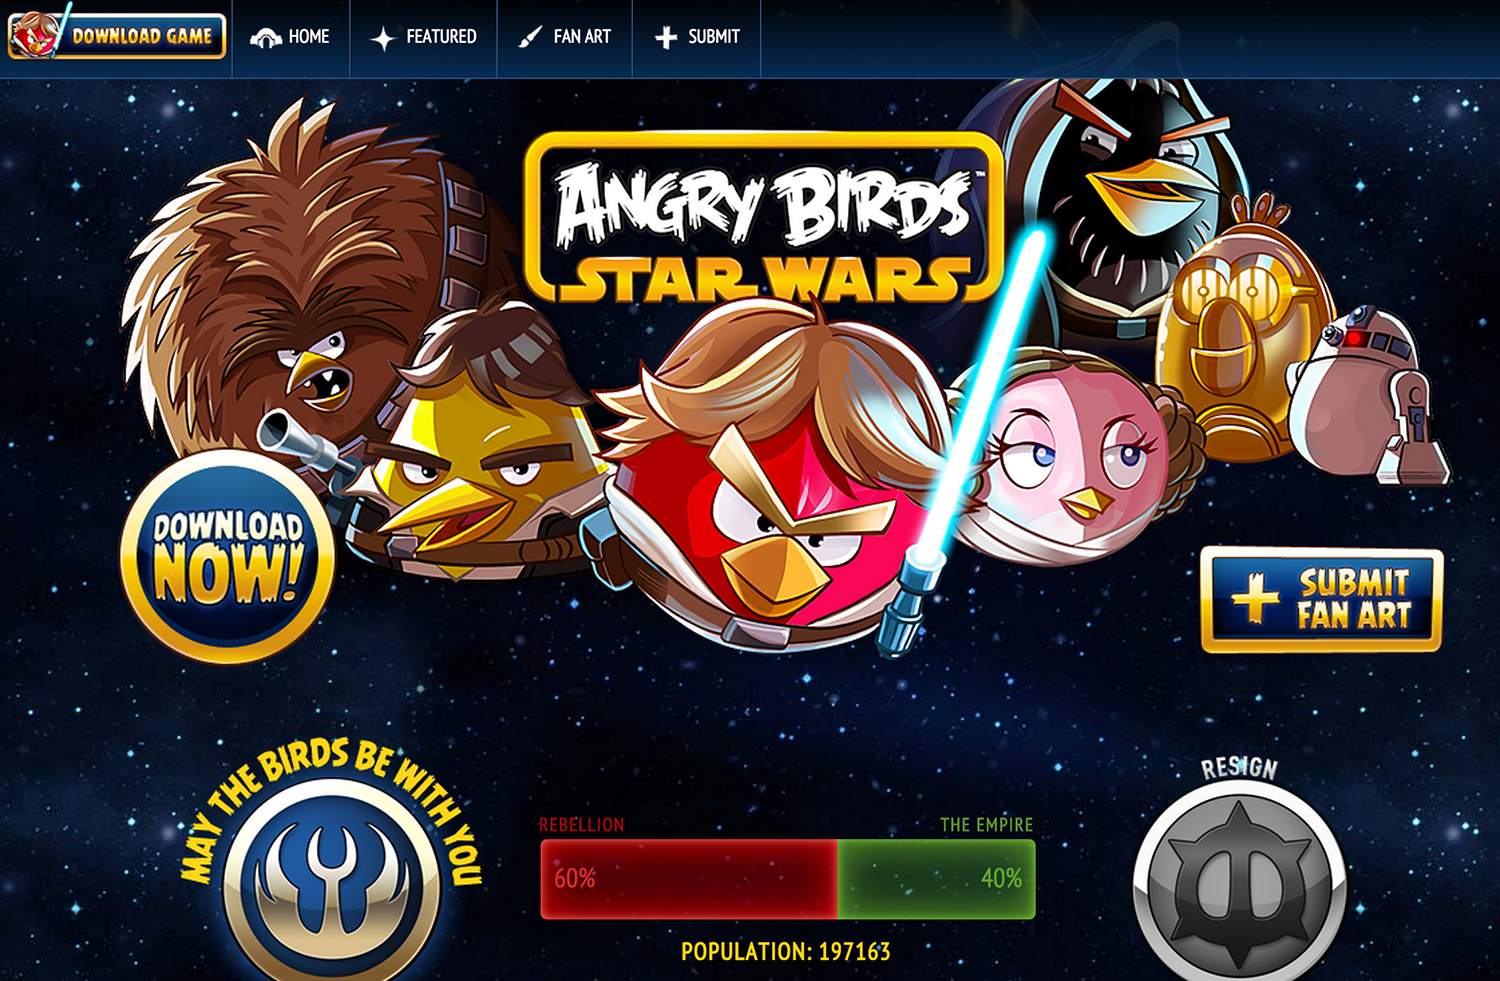 DOWNLOAD GAME
HOME
FEATURED
FAN ART
SUBMIT
ANGRY BIRDS™
STAR WARS
DOWNLOAD
NOW!
SUBMIT
FAN ART
MAY THE BIRDS BE WITH YOU
RESIGN
REBELLION
THE EMPIRE
60%
40%
POPULATION: 197163